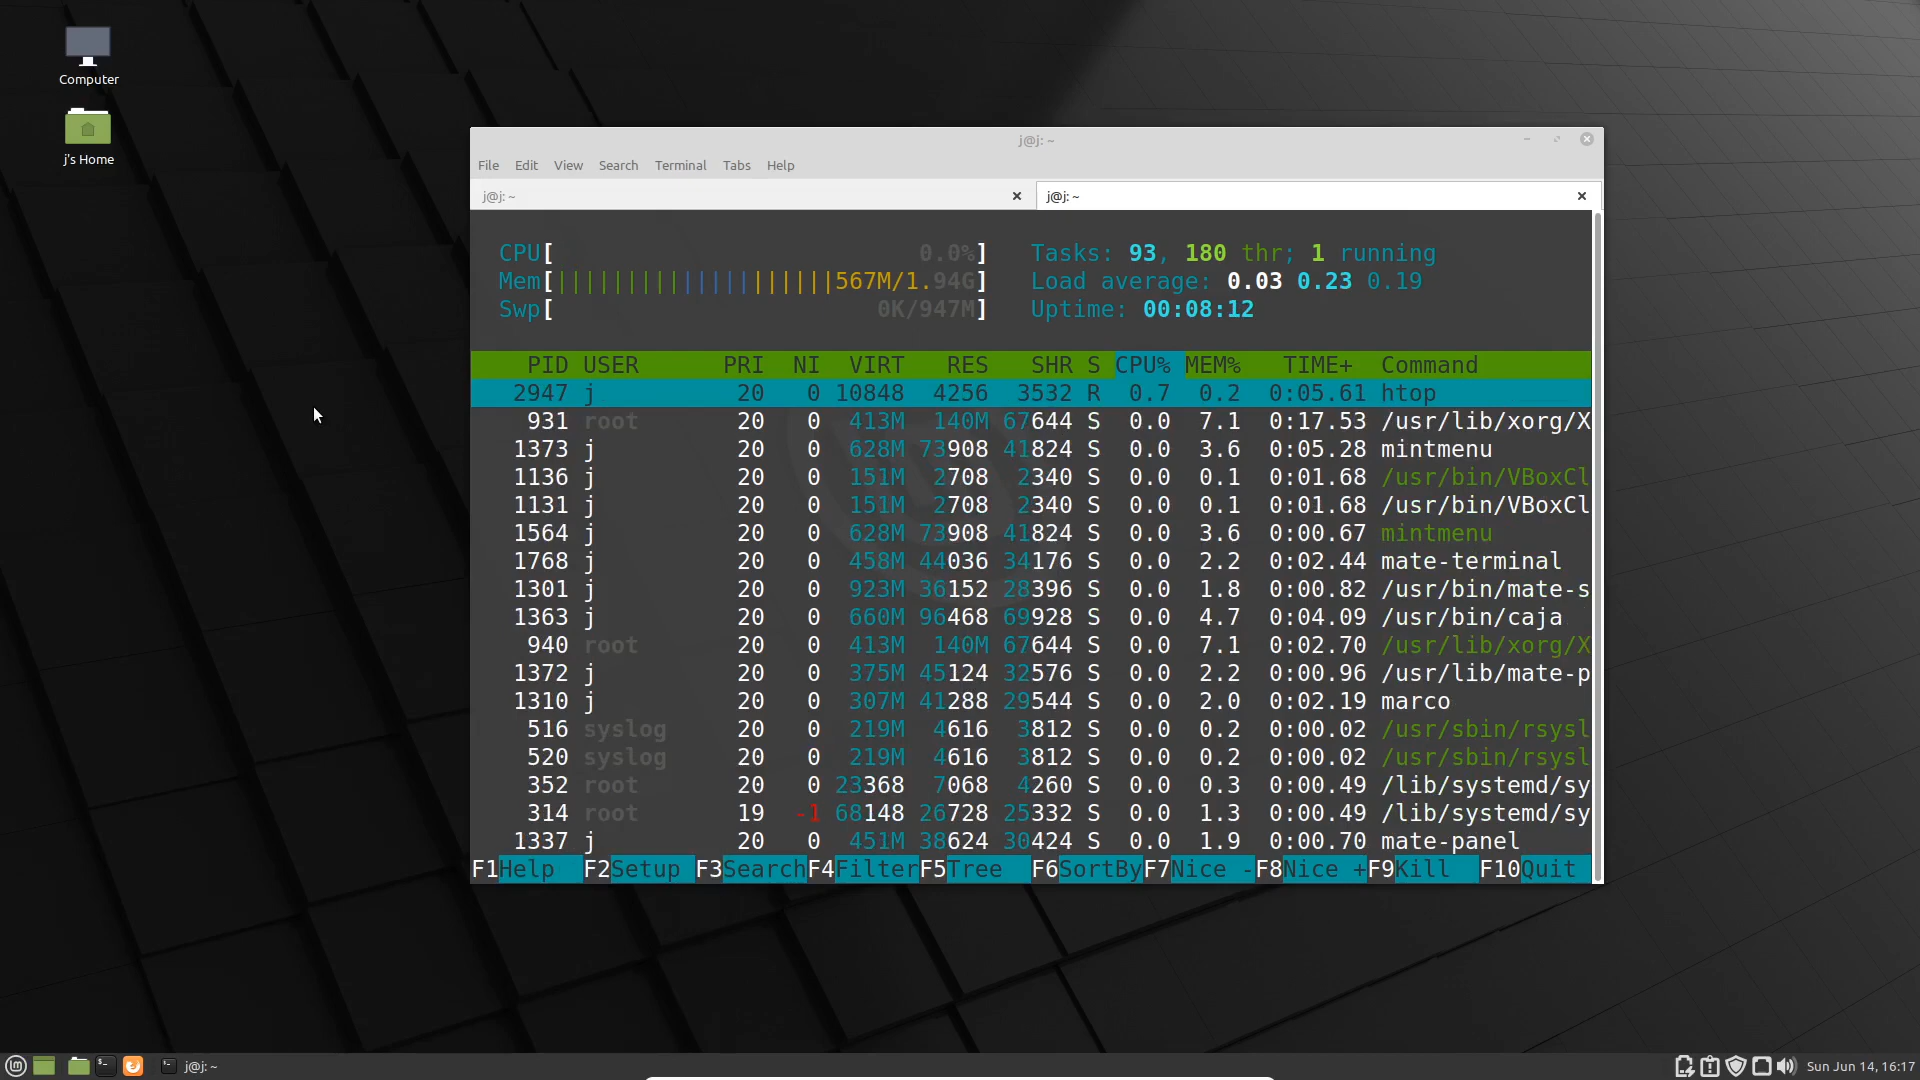 Computer
j's Home
j@j: ~
File Edit View Search Terminal Tabs Help
j@j: ~ j@j: ~
CPU[ 0.0%] Tasks: 93, 180 thr; 1 running
Mem[|||||||||||||||||||||567M/1.94G] Load average: 0.03 0.23 0.19
Swp[ 0K/947M] Uptime: 00:08:12
PID USER PRI NI VIRT RES SHR S CPU% MEM% TIME+ Command
2947 j 20 0 10848 4256 3532 R 0.7 0.2 0:05.61 htop
931 root 20 0 413M 140M 67644 S 0.0 7.1 0:17.53 /usr/lib/xorg/X
1373 j 20 0 628M 73908 41824 S 0.0 3.6 0:05.28 mintmenu
1136 j 20 0 151M 2708 2340 S 0.0 0.1 0:01.68 /usr/bin/VBoxCl
1131 j 20 0 151M 2708 2340 S 0.0 0.1 0:01.68 /usr/bin/VBoxCl
1564 j 20 0 628M 73908 41824 S 0.0 3.6 0:00.67 mintmenu
1768 j 20 0 458M 44036 34176 S 0.0 2.2 0:02.44 mate-terminal
1301 j 20 0 923M 36152 28396 S 0.0 1.8 0:00.82 /usr/bin/mate-s
1363 j 20 0 660M 96468 69928 S 0.0 4.7 0:04.09 /usr/bin/caja
940 root 20 0 413M 140M 67644 S 0.0 7.1 0:02.70 /usr/lib/xorg/X
1372 j 20 0 375M 45124 32576 S 0.0 2.2 0:00.96 /usr/lib/mate-p
1310 j 20 0 307M 41288 29544 S 0.0 2.0 0:02.19 marco
516 syslog 20 0 219M 4616 3812 S 0.0 0.2 0:00.02 /usr/sbin/rsysl
520 syslog 20 0 219M 4616 3812 S 0.0 0.2 0:00.02 /usr/sbin/rsysl
352 root 20 0 23368 7068 4260 S 0.0 0.3 0:00.49 /lib/systemd/sy
314 root 19 -1 68148 26728 25332 S 0.0 1.3 0:00.49 /lib/systemd/sy
1337 j 20 0 451M 38624 30424 S 0.0 1.9 0:00.70 mate-panel
F1Help F2Setup F3SearchF4FilterF5Tree F6SortByF7Nice -F8Nice +F9Kill F10Quit
j@j: ~ Sun Jun 14, 16:17